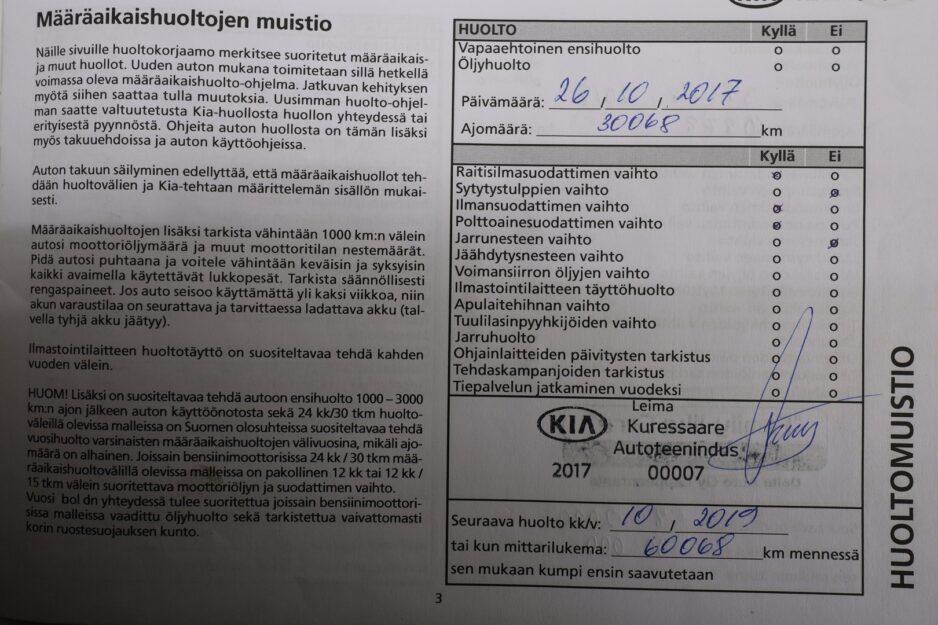 Määräaikaishuoltojen muistio
Näille sivuille huoltokorjaamo merkitsee suoritetut määräaikais-
ja muut huollot. Uuden auton mukana toimitetaan sillä hetkellä
voimassa oleva määräaikaishuolto-ohjelma. Jatkuvan kehityksen
myötä siihen saattaa tulla muutoksia. Uusimman huolto-ohjel-
man saatte valtuutetusta Kia-huollosta huollon yhteydessä tai
erityisestä pyynnöstä. Ohjeita auton huollosta on tämän lisäksi
myös takuuehdoissa ja auton käyttöohjeissa.
Auton takuun säilyminen edellyttää, että määräaikaishuollot teh-
dään huoltovälien ja Kia-tehtaan määrittelemän sisällön mukai-
sesti.
Määräaikaishuoltojen lisäksi tarkista vähintään 1000 km:n välein
autosi moottoriöljymäärä ja muut moottoritilan nestemäärät.
Pidä autosi puhtaana ja voitele vähintään keväisin ja syksyisin
kaikki avaimella käytettävät lukkopesät. Tarkista säännöllisesti
rengaspaineet. Jos auto seisoo käyttämättä yli kaksi viikkoa, niin
akun varaustilaa on seurattava ja tarvittaessa ladattava akku (tal-
vella tyhjä akku jäätyy).
Ilmastointilaitteen huoltotäyttö on suositeltavaa tehdä kahden
vuoden välein.
HUOM! Lisäksi on suositeltavaa tehdä autoon ensihuolto 1000 – 3000
km:n ajon jälkeen auton käyttöönotosta sekä 24 kk/30 tkm huolto-
väleillä olevissa malleissa on Suomen olosuhteissa suositeltavaa tehdä
vuosihuolto varsinaisten määräaikaishuoltojen välivuosina, mikäli ajo-
määrä on alhainen. Joissain bensiinimoottorisissa 24 kk / 30 tkm mää-
räaikaishuoltovälillä olevissa malleissa on pakollinen 12 kk tai 12 kk /
15 tkm välein suoritettava moottoriöljyn ja suodattimen vaihto.
Vuosi bol dn yhteydessä tulee suorittua joissain bensiinimoottori-
sissa malleissa vaadittu öljyhuolto sekä tarkistettua vaivattomasti
korin ruostesuojauksen kunto.
3
HUOLTO Kyllä Ei
Vapaaehtoinen ensihuolto o o
Öljyhuolto o o
Päivämäärä: 26 / 10 / 2017
Ajomäärä: 30068 km
Kyllä Ei
Raitisilmasuodattimen vaihto o o
Sytytystulppien vaihto o o
Ilmansuodattimen vaihto o o
Polttoainesuodattimen vaihto o o
Jarrunesteen vaihto o o
Jäähdytysnesteen vaihto o o
Voimansiirron öljyjen vaihto o o
Ilmastointilaitteen täyttöhuolto o o
Apulaitehihnan vaihto o o
Tuulilasinpyyhkijöiden vaihto o o
Jarruhuolto o o
Ohjainlaitteiden päivitysten tarkistus o o
Tehdaskampanjoiden tarkistus o o
Tiepalvelun jatkaminen vuodeksi o o
Leima
KIA Kuressaare
Autoteenindus
2017 00007
Seuraava huolto kk/v: 10 / 2019
tai kun mittarilukema: 60068 km mennessä
sen mukaan kumpi ensin saavutetaan
HUOLTOMUISTIO